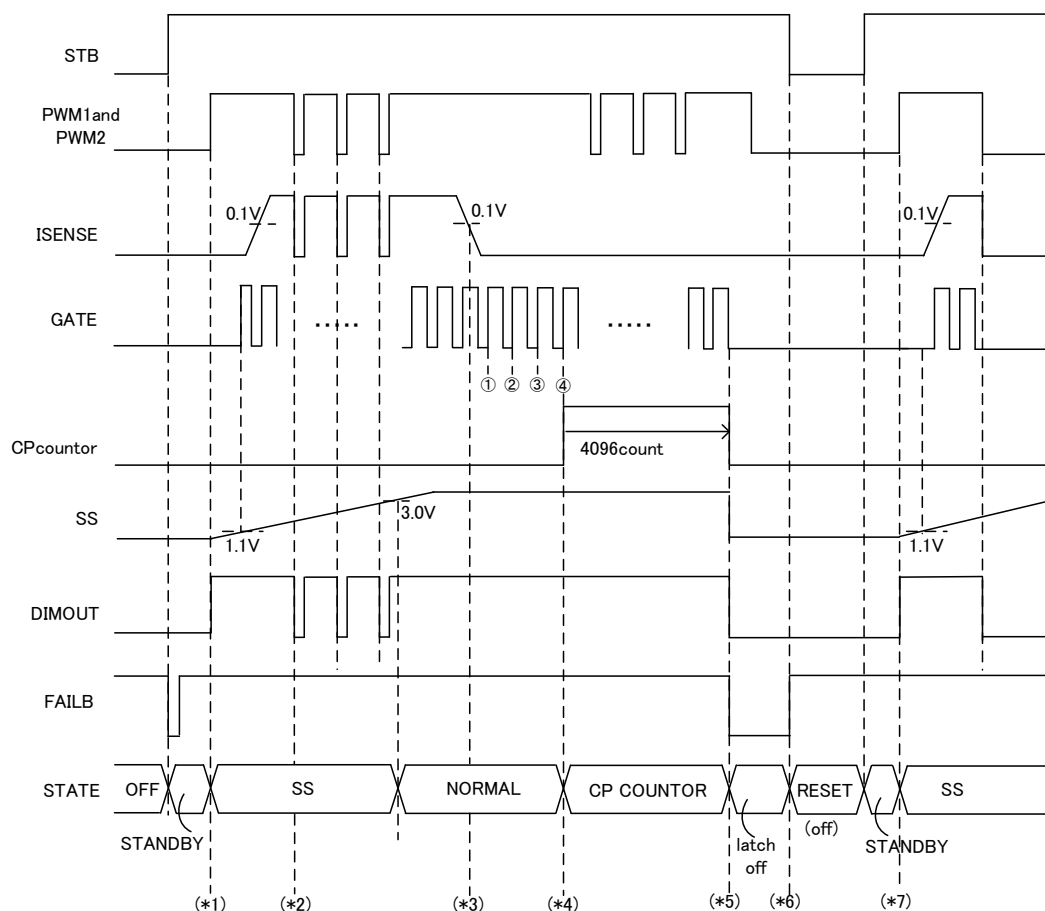 STB
PWM1and
PWM2
0.1V
0.1V
0.1V
ISENSE
GATE
.....
.....
① ② ③ ④
CPcountor
4096count
SS
3.0V
1.1V
1.1V
DIMOUT
FAILB
STATE
OFF
SS
NORMAL
CP COUNTOR
RESET
SS
(off)
STANDBY
latch
off
STANDBY
(*1)
(*2)
(*3)
(*4)
(*5)
(*6)
(*7)